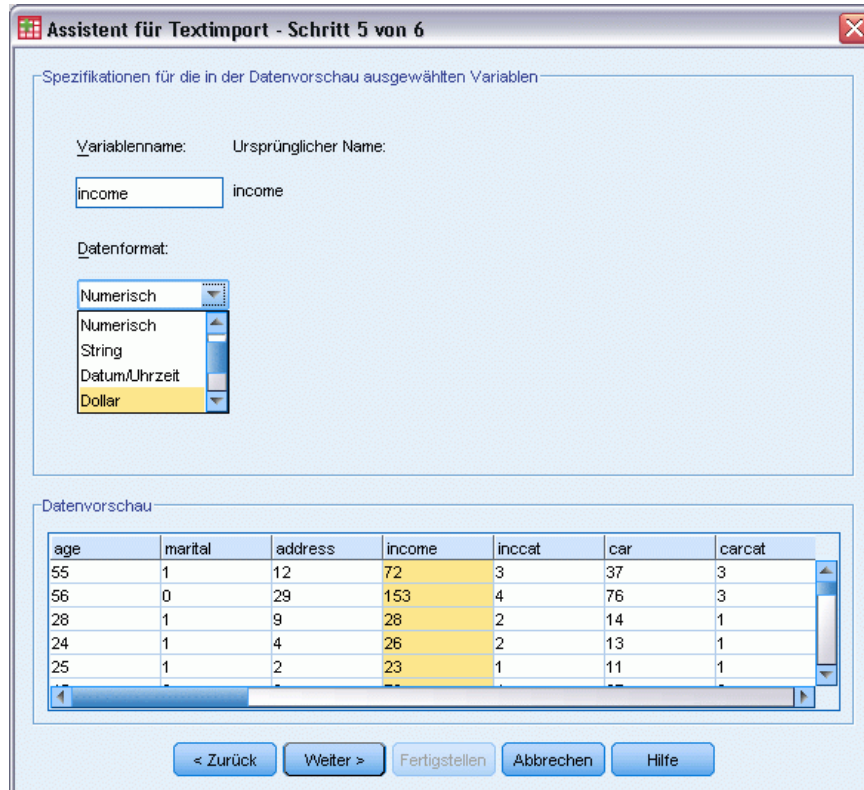 Assistent für Textimport - Schritt 5 von 6
Spezifikationen für die in der Datenvorschau ausgewählten Variablen
Variablenname: Ursprünglicher Name:
income income
Datenformat:
Numerisch
Numerisch
String
Datum/Uhrzeit
Dollar
Datenvorschau
age marital address income inccat car carcat
55 1 12 72 3 37 3
56 0 29 153 4 76 3
28 1 9 28 2 14 1
24 1 4 26 2 13 1
25 1 2 23 1 11 1
< Zurück Weiter > Fertigstellen Abbrechen Hilfe